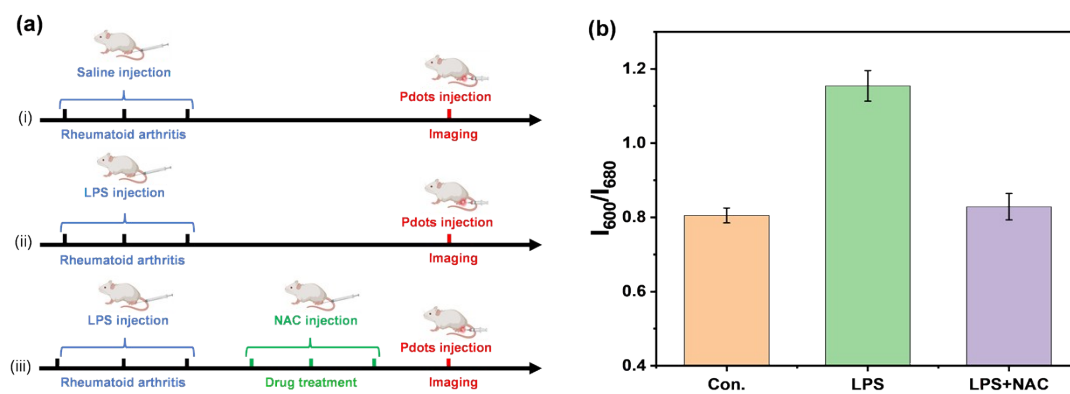 (a)
Saline injection
Pdots injection
(i)
Rheumatoid arthritis
Imaging
LPS injection
Pdots injection
(ii)
Rheumatoid arthritis
Imaging
LPS injection
NAC injection
Pdots injection
(iii)
Rheumatoid arthritis
Drug treatment
Imaging
(b)
I600/I680
1.2
1.0
0.8
0.6
0.4
Con.
LPS
LPS+NAC